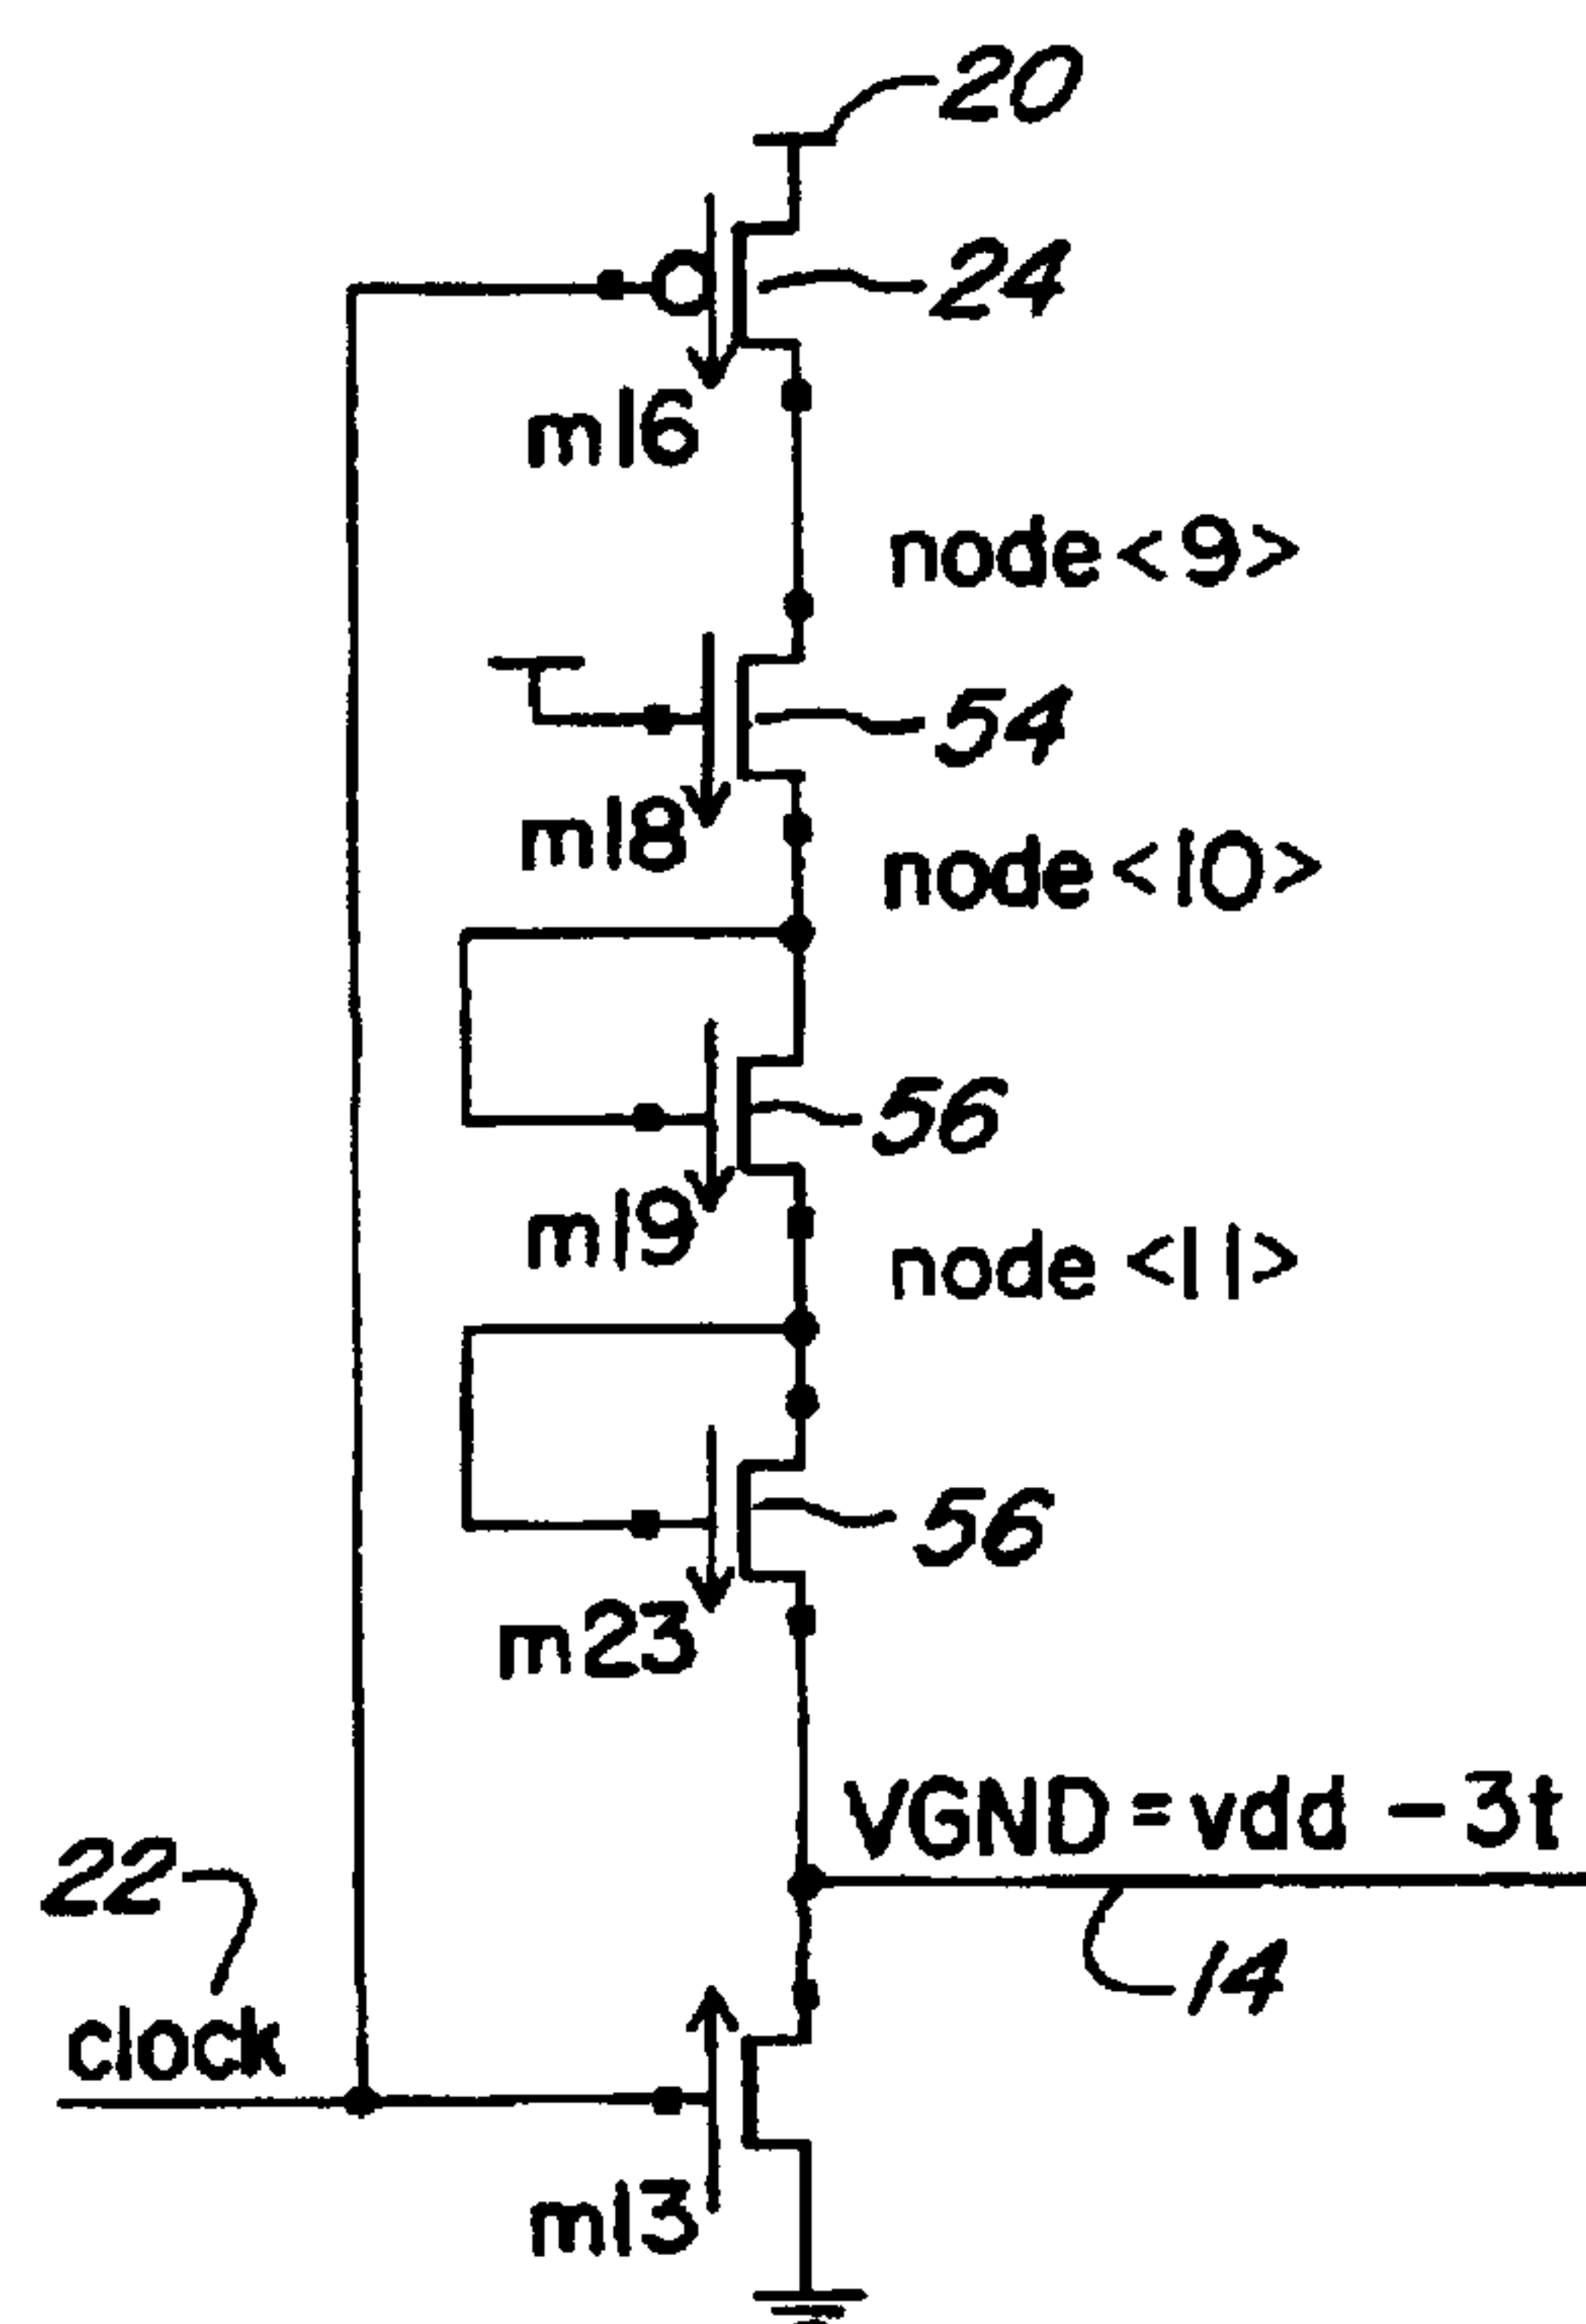 20
24
m16
node<9>
54
m18
node<10>
56
m19
node<11>
56
m23
VGND=vdd-3t
22
14
clock
m13